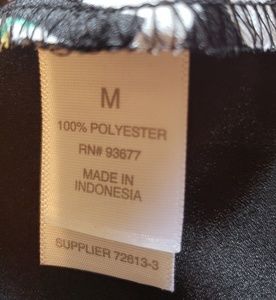 M
100% POLYESTER
RN# 93677
MADE IN
INDONESIA
SUPPLIER 72613-3